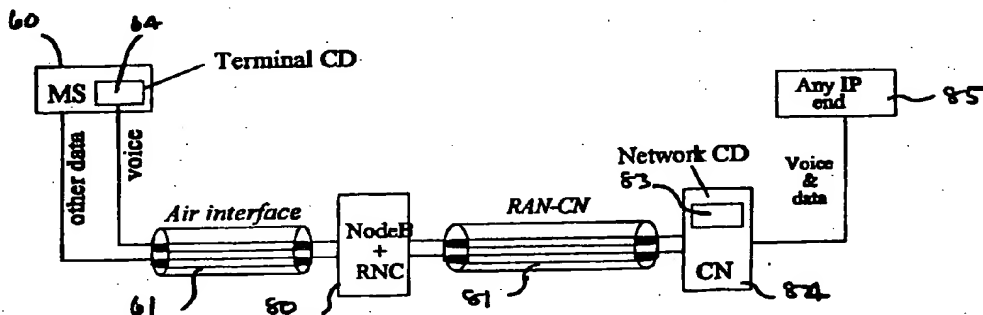 60
64
Terminal CD
MS
other data
voice
Air interface
61
NodeB
+
RNC
80
RAN-CN
81
Network CD
83
CN
84
Voice
&
data
Any IP
end
85